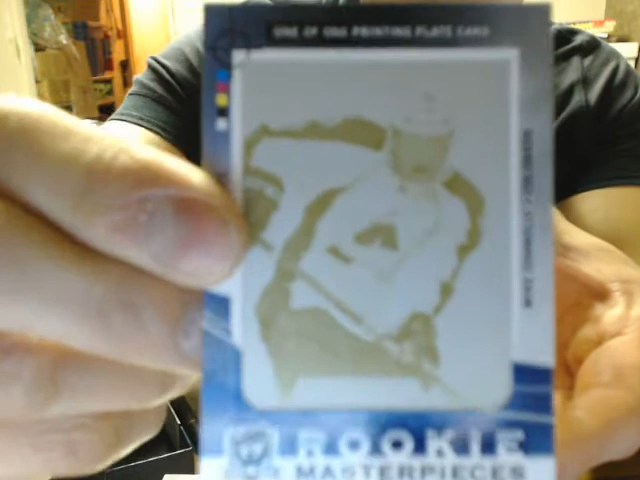 ONE OF ONE PRINTING PLATE CARD
ROOKIE
MASTERPIECES